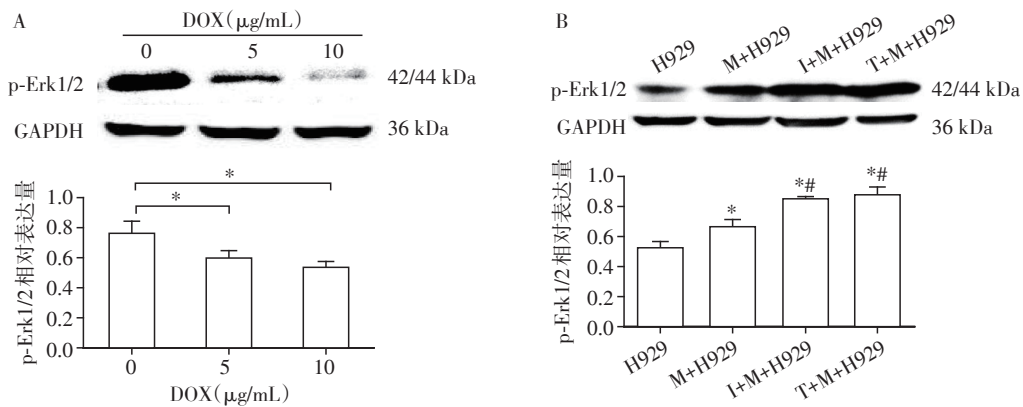 A
DOX(μg/mL)
0 5 10
p-Erk1/2 42/44 kDa
GAPDH 36 kDa
p-Erk1/2相对表达量
1.0
0.8
0.6
0.4
0.2
0.0
*
*
0 5 10
DOX(μg/mL)
B
H929 M+H929 I+M+H929 T+M+H929
p-Erk1/2 42/44 kDa
GAPDH 36 kDa
p-Erk1/2相对表达量
1.0
0.8
0.6
0.4
0.2
0.0
* *# *#
H929 M+H929 I+M+H929 T+M+H929